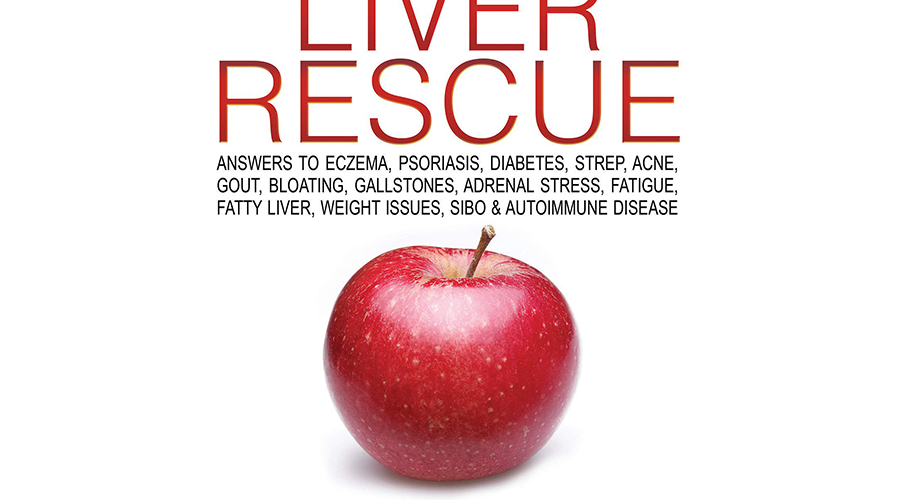 LIVER
RESCUE
ANSWERS TO ECZEMA, PSORIASIS, DIABETES, STREP, ACNE,
GOUT, BLOATING, GALLSTONES, ADRENAL STRESS, FATIGUE,
FATTY LIVER, WEIGHT ISSUES, SIBO & AUTOIMMUNE DISEASE